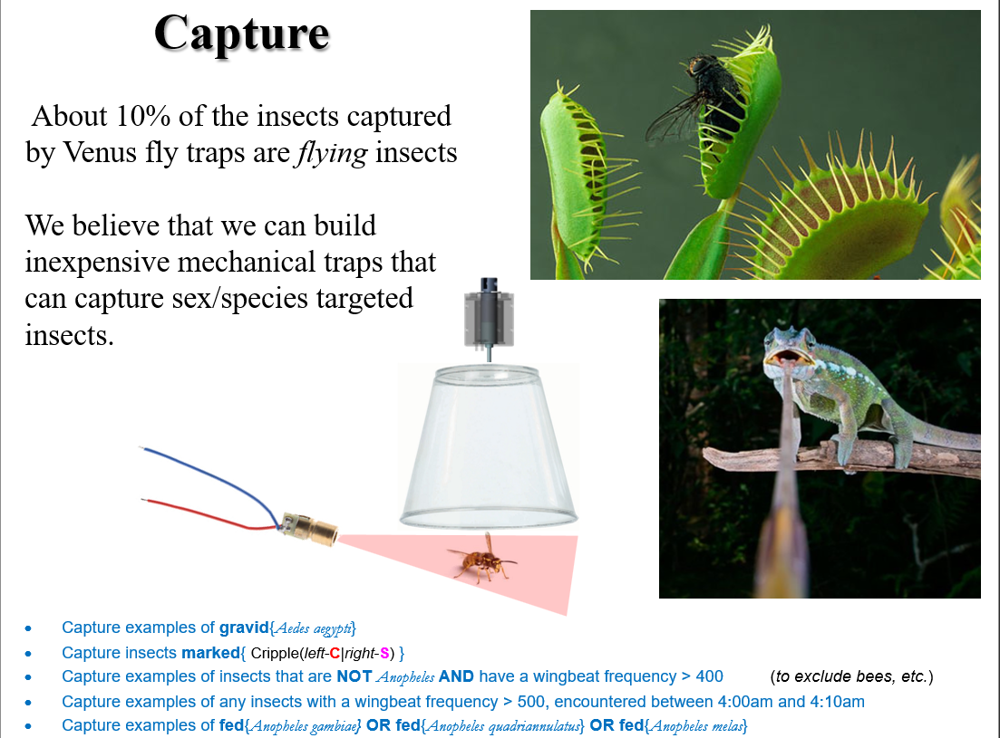 Capture
About 10% of the insects captured
by Venus fly traps are flying insects
We believe that we can build
inexpensive mechanical traps that
can capture sex/species targeted
insects.
• Capture examples of gravid{Aedes aegypti}
• Capture insects marked{ Cripple(left-C|right-S) }
• Capture examples of insects that are NOT Anopheles AND have a wingbeat frequency > 400 (to exclude bees, etc.)
• Capture examples of any insects with a wingbeat frequency > 500, encountered between 4:00am and 4:10am
• Capture examples of fed{Anopheles gambiae} OR fed{Anopheles quadriannulatus} OR fed{Anopheles melas}